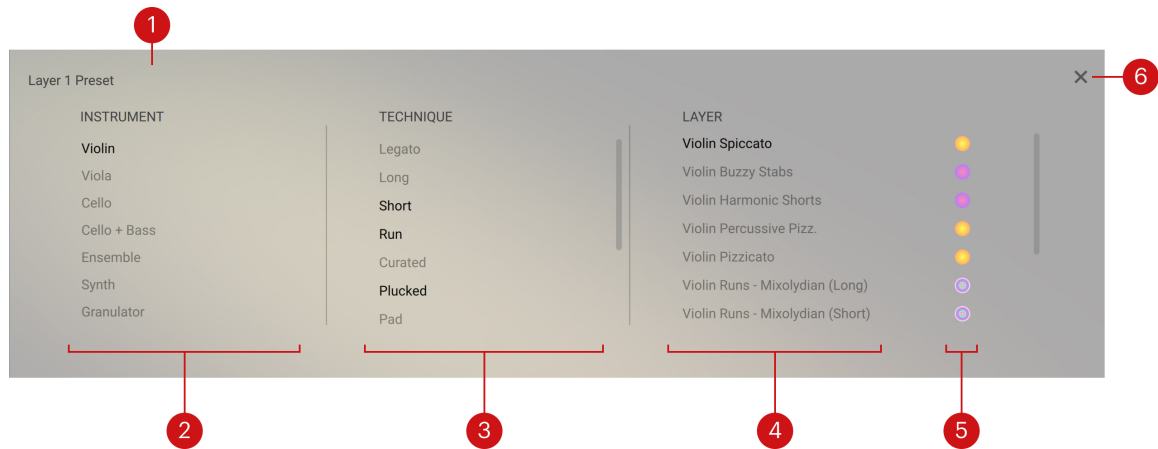 1
Layer 1 Preset
6
INSTRUMENT
Violin
Viola
Cello
Cello + Bass
Ensemble
Synth
Granulator
TECHNIQUE
Legato
Long
Short
Run
Curated
Plucked
Pad
LAYER
Violin Spiccato
Violin Buzzy Stabs
Violin Harmonic Shorts
Violin Percussive Pizz.
Violin Pizzicato
Violin Runs - Mixolydian (Long)
Violin Runs - Mixolydian (Short)
2
3
4
5